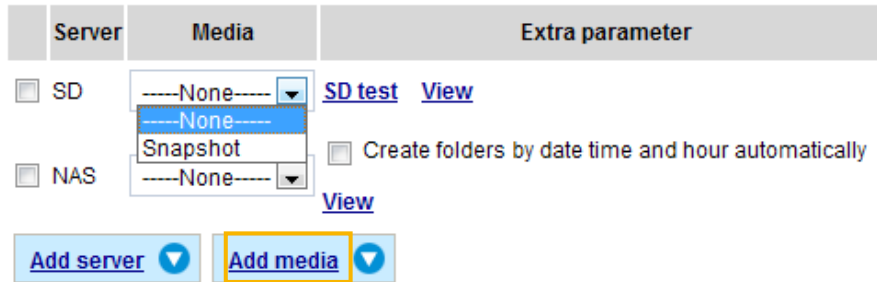 Server Media Extra parameter
SD -----None----- SD test View
-----None-----
Snapshot
Create folders by date time and hour automatically
NAS -----None-----
View
Add server Add media